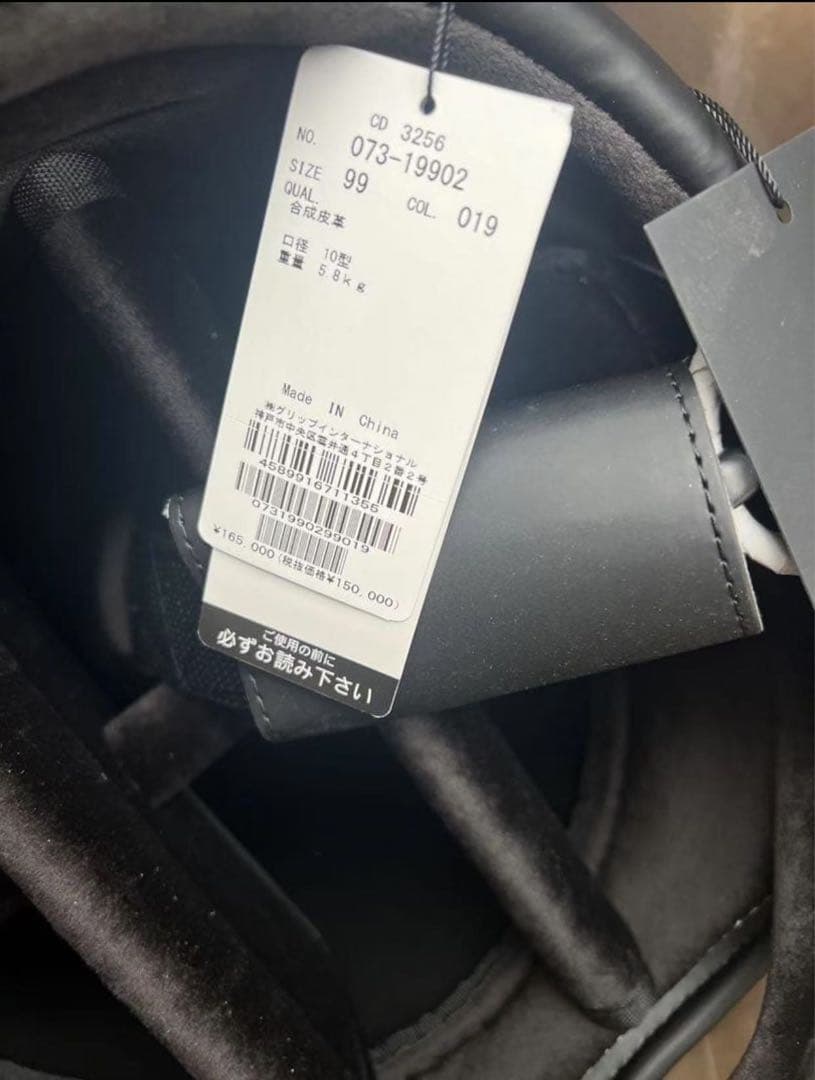 CD 3256
NO. 073-19902
SIZE 99 COL. 019
QUAL.
合成皮革
口径 10型
重量 5.8kg
Made IN China
㈱グリップインターナショナル
神戸市中央区雲井通4丁目2番2号
4589916711355
0731990299019
¥165,000(税抜価格¥150,000)
ご使用の前に
必ずお読み下さい